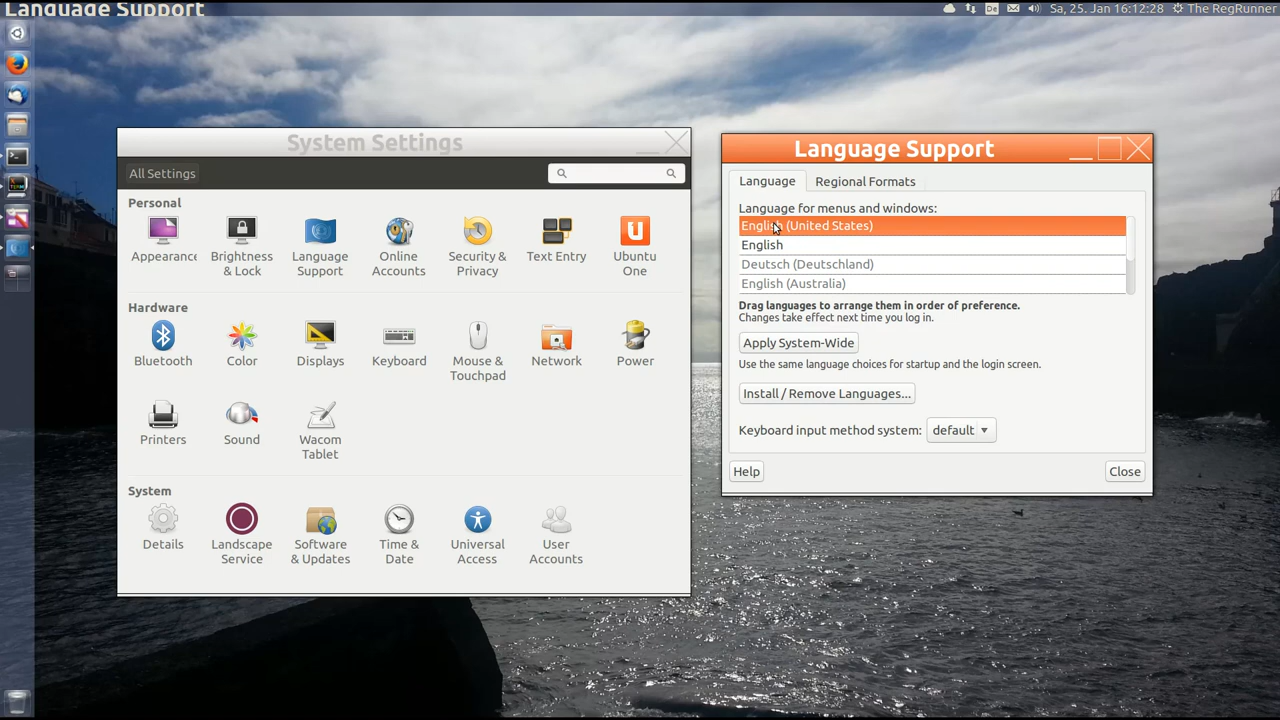 Language Support
De
Sa, 25. Jan 16:12:28
The RegRunner
System Settings
All Settings
Personal
Appearance
Brightness
& Lock
Language
Support
Online
Accounts
Security &
Privacy
Text Entry
Ubuntu
One
Hardware
Bluetooth
Color
Displays
Keyboard
Mouse &
Touchpad
Network
Power
Printers
Sound
Wacom
Tablet
System
Details
Landscape
Service
Software
& Updates
Time &
Date
Universal
Access
User
Accounts
Language Support
Language
Regional Formats
Language for menus and windows:
English (United States)
English
Deutsch (Deutschland)
English (Australia)
Drag languages to arrange them in order of preference.
Changes take effect next time you log in.
Apply System-Wide
Use the same language choices for startup and the login screen.
Install / Remove Languages...
Keyboard input method system:
default
Help
Close